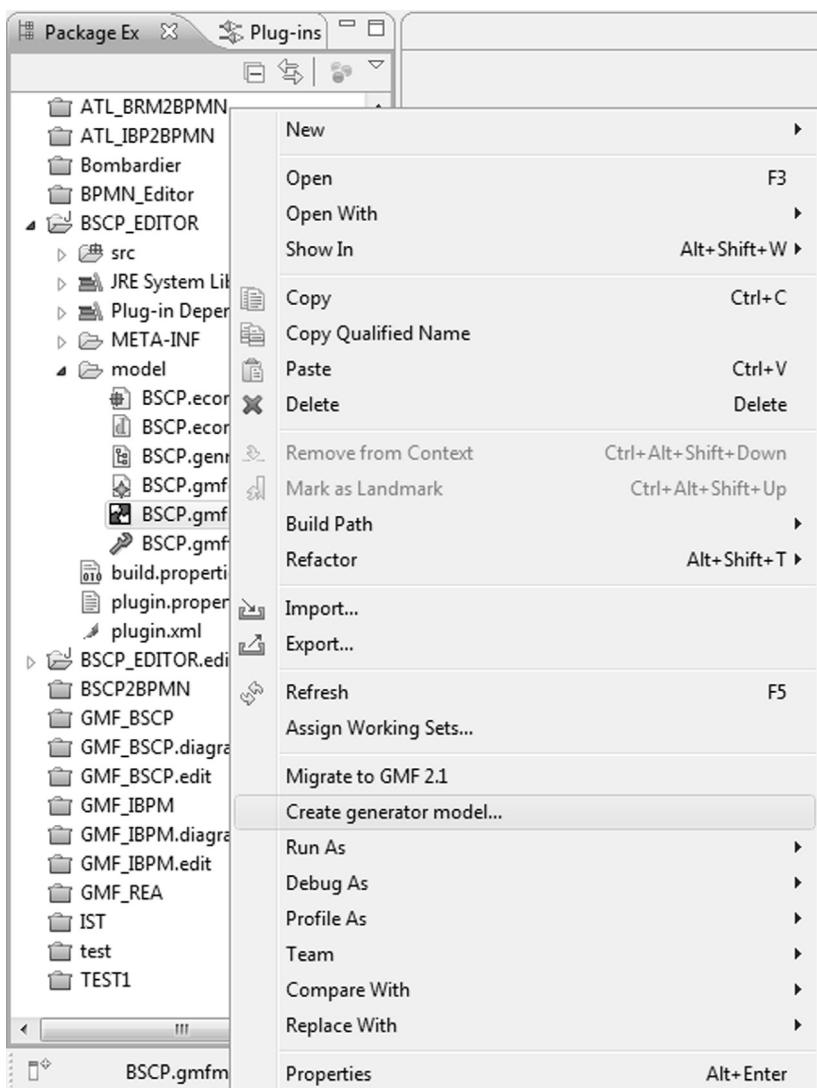 Package Ex
Plug-ins
ATL_BRM2BPMN
ATL_IBP2BPMN
Bombardier
BPMN_Editor
BSCP_EDITOR
src
JRE System Lib
Plug-in Deper
META-INF
model
BSCP.ecor
BSCP.ecor
BSCP.genr
BSCP.gmf
BSCP.gmf
BSCP.gmf
build.properti
plugin.proper
plugin.xml
BSCP_EDITOR.edi
BSCP2BPMN
GMF_BSCP
GMF_BSCP.diagra
GMF_BSCP.edit
GMF_IBPM
GMF_IBPM.diagra
GMF_IBPM.edit
GMF_REA
IST
test
TEST1
BSCP.gmfm
New
Open F3
Open With
Show In Alt+Shift+W
Copy Ctrl+C
Copy Qualified Name
Paste Ctrl+V
Delete Delete
Remove from Context Ctrl+Alt+Shift+Down
Mark as Landmark Ctrl+Alt+Shift+Up
Build Path
Refactor Alt+Shift+T
Import...
Export...
Refresh F5
Assign Working Sets...
Migrate to GMF 2.1
Create generator model...
Run As
Debug As
Profile As
Team
Compare With
Replace With
Properties Alt+Enter